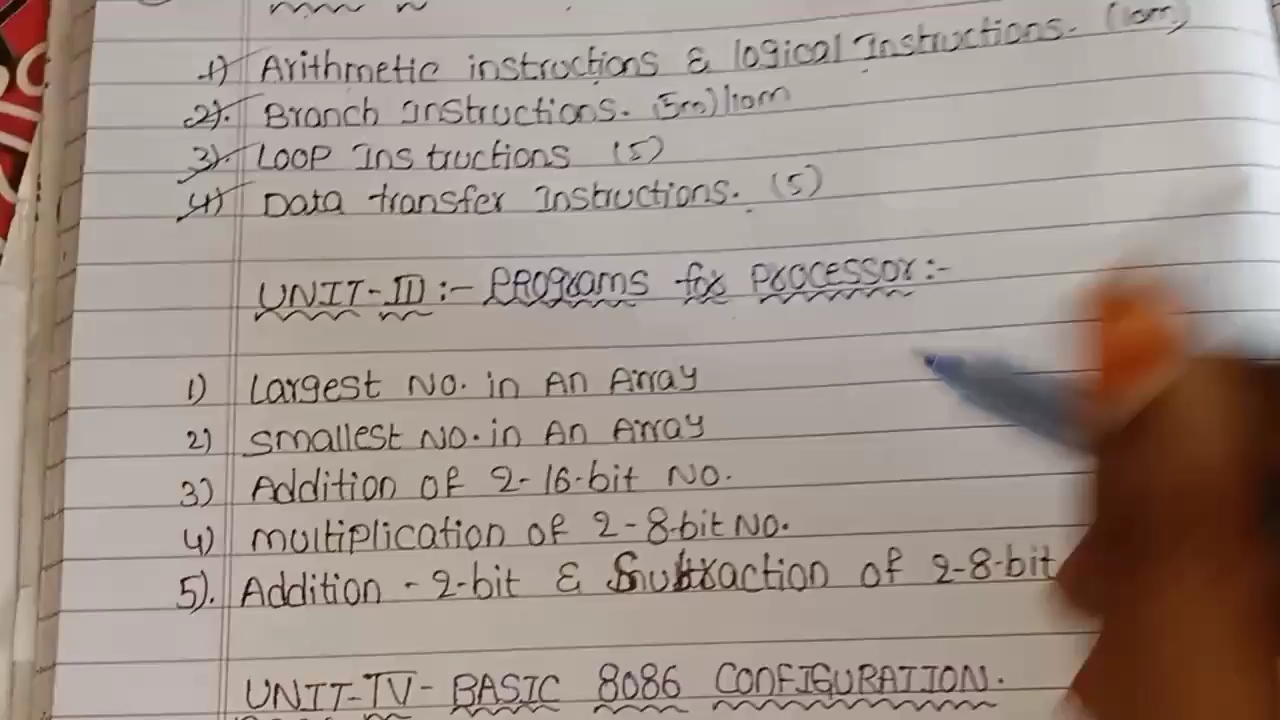 1) Arithmetic instructions & logical Instructions. (10m)
2). Branch Instructions. (5m)/10m
3). Loop Instructions (5)
4) Data transfer Instructions. (5)
UNIT-III :- Programs for Processor:-
1) Largest No. in An Array
2) Smallest No. in An Array
3) Addition of 2-16-bit No.
4) multiplication of 2-8-bit No.
5). Addition - 2-bit & Subtraction of 2-8-bit
UNIT-IV- BASIC 8086 CONFIGURATION.